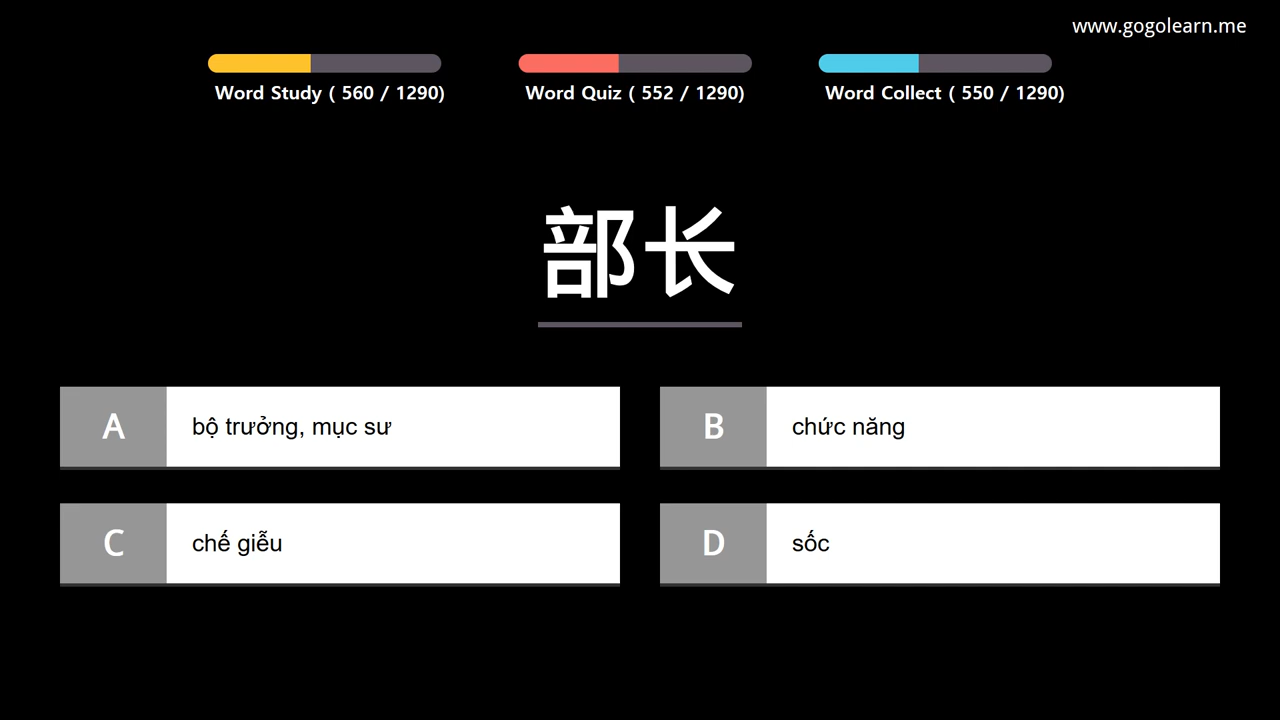 www.gogolearn.me
Word Study ( 560 / 1290)
Word Quiz ( 552 / 1290)
Word Collect ( 550 / 1290)
部长
A
bộ trưởng, mục sư
B
chức năng
C
chế giễu
D
sốc